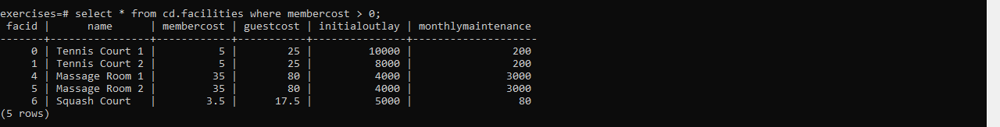 exercises=# select * from cd.facilities where membercost > 0;
 facid |      name       | membercost | guestcost | initialoutlay | monthlymaintenance
-------+-----------------+------------+-----------+---------------+--------------------
     0 | Tennis Court 1  |          5 |        25 |         10000 |                200
     1 | Tennis Court 2  |          5 |        25 |          8000 |                200
     4 | Massage Room 1  |         35 |        80 |          4000 |               3000
     5 | Massage Room 2  |         35 |        80 |          4000 |               3000
     6 | Squash Court    |        3.5 |      17.5 |          5000 |                 80
(5 rows)